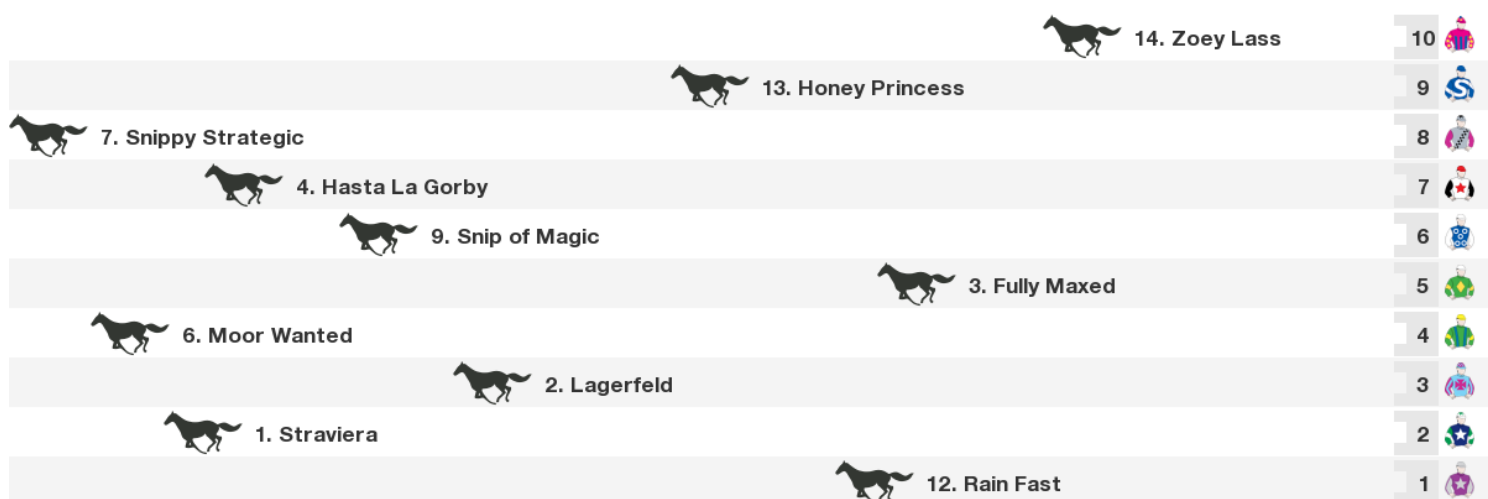 14. Zoey Lass 10
13. Honey Princess 9
7. Snippy Strategic 8
4. Hasta La Gorby 7
9. Snip of Magic 6
3. Fully Maxed 5
6. Moor Wanted 4
2. Lagerfeld 3
1. Straviera 2
12. Rain Fast 1